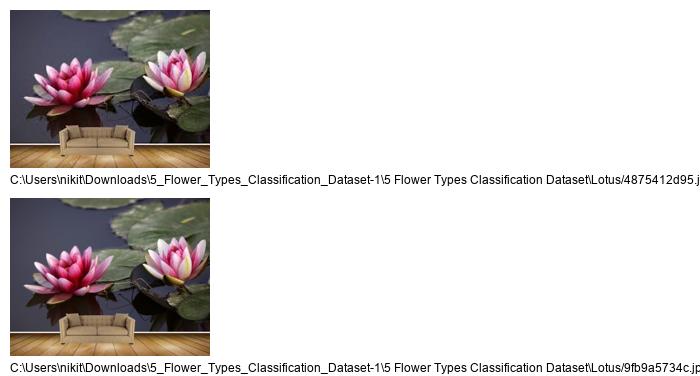 C:\Users\nikit\Downloads\5_Flower_Types_Classification_Dataset-1\5 Flower Types Classification Dataset\Lotus/4875412d95.j
C:\Users\nikit\Downloads\5_Flower_Types_Classification_Dataset-1\5 Flower Types Classification Dataset\Lotus/9fb9a5734c.jp